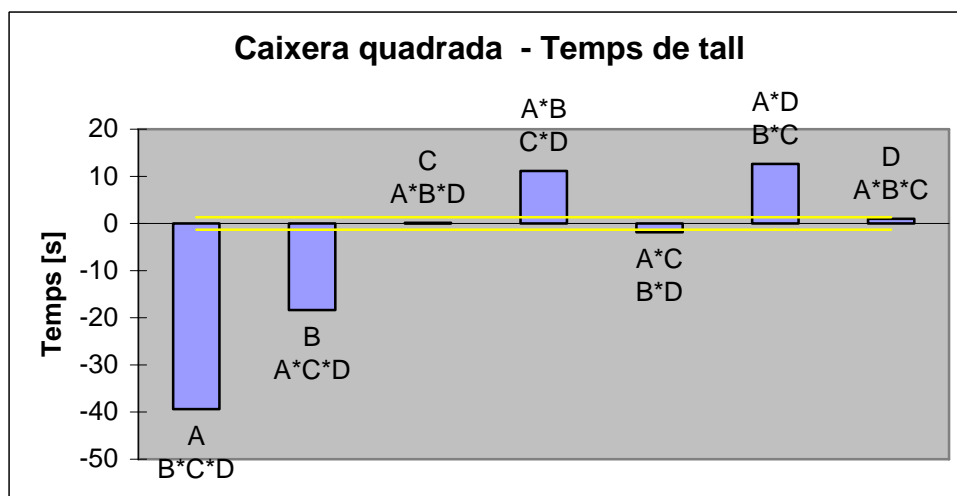 Caixera quadrada - Temps de tall
Temps [s]
20
10
0
-10
-20
-30
-40
-50
A
B*C*D
B
A*C*D
C
A*B*D
A*B
C*D
A*C
B*D
A*D
B*C
D
A*B*C